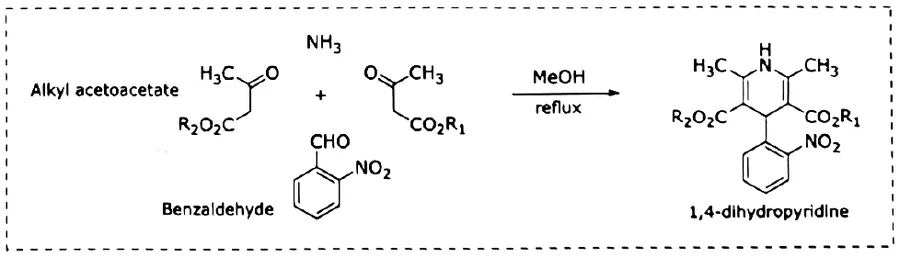 NH3
Alkyl acetoacetate
H3C O
O CH3
+
R2O2C
CO2R1
MeOH
reflux
CHO
NO2
Benzaldehyde
H
H3C N CH3
R2O2C CO2R1
NO2
1,4-dihydropyridine